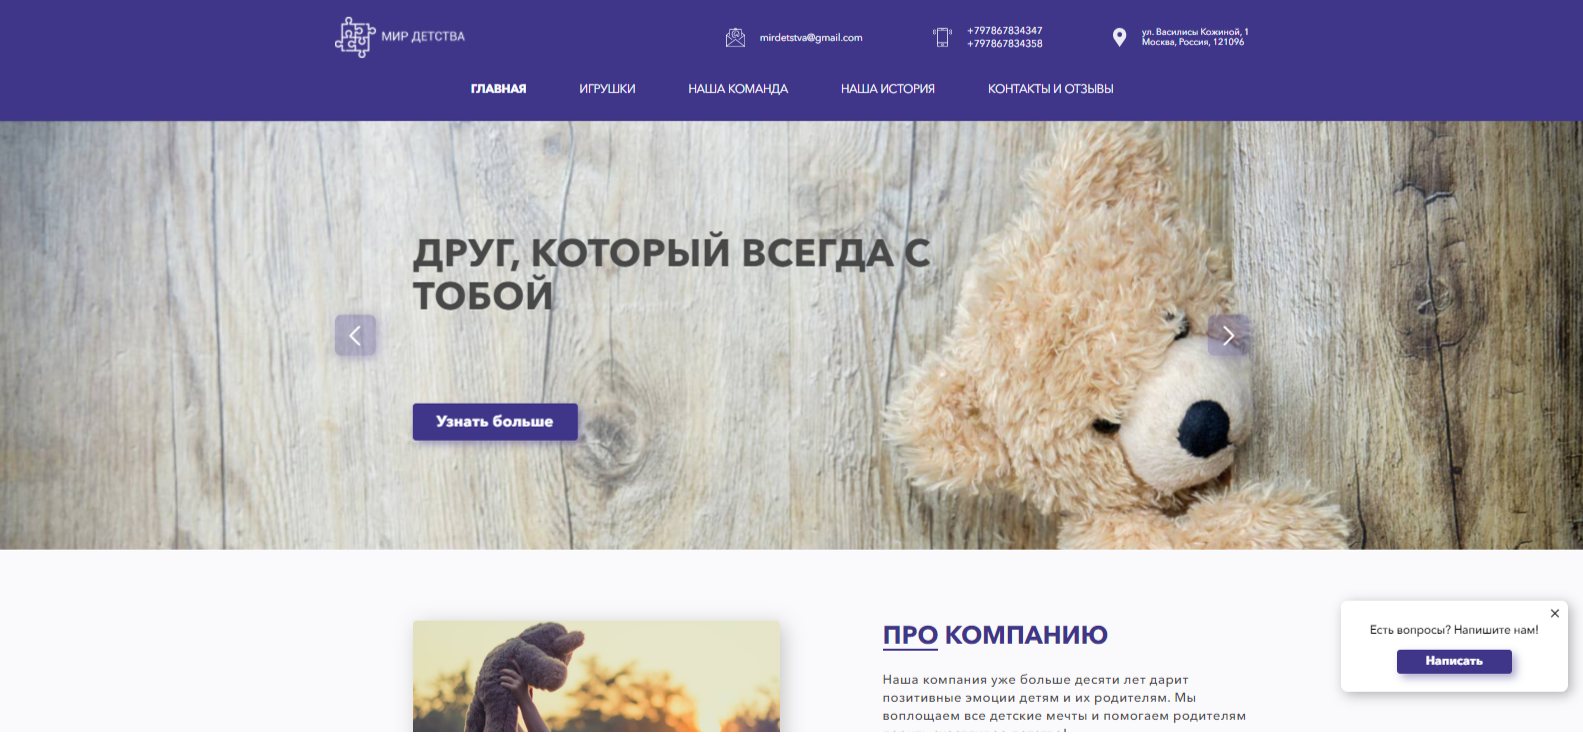 МИР ДЕТСТВА
mirdetstva@gmail.com
+797867834347
+797867834358
ул. Василисы Кожиной, 1
Москва, Россия, 121096
ГЛАВНАЯ
ИГРУШКИ
НАША КОМАНДА
НАША ИСТОРИЯ
КОНТАКТЫ И ОТЗЫВЫ
ДРУГ, КОТОРЫЙ ВСЕГДА С
ТОБОЙ
Узнать больше
ПРО КОМПАНИЮ
Наша компания уже больше десяти лет дарит
позитивные эмоции детям и их родителям. Мы
воплощаем все детские мечты и помогаем родителям
Есть вопросы? Напишите нам!
Написать